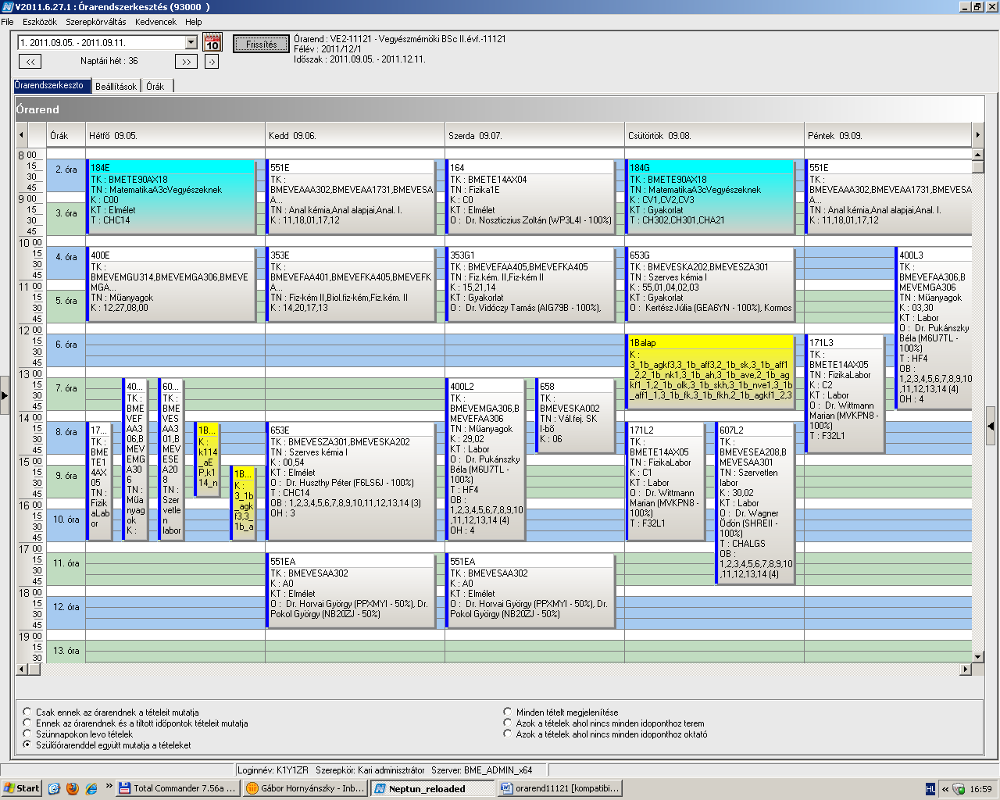 V2011.6.27.1 : Órarendszerkesztés (93000  )
File Eszközök Szerepkörváltás Kedvencek Help
1. 2011.09.05. - 2011.09.11.
10
Frissítés
Órarend : VE2-11121 - Vegyészmérnöki BSc II.évf.-11121
Félév : 2011/12/1
Időszak : 2011.09.05. - 2011.12.11.
<< Naptári hét : 36 >> ->
Órarendszerkeszto Beállítások Órák
Órarend
Órák Hétfő 09.05. Kedd 09.06. Szerda 09.07. Csütörtök 09.08. Péntek 09.09.
8 00
15
30
45
9 00
15
30
45
10 00
15
30
45
11 00
15
30
45
12 00
15
30
45
13 00
15
30
45
14 00
15
30
45
15 00
15
30
45
16 00
15
30
45
17 00
15
30
45
18 00
15
30
45
19 00
15
30
2. óra
3. óra
4. óra
5. óra
6. óra
7. óra
8. óra
9. óra
10. óra
11. óra
12. óra
13. óra
184E
TK : BMETE90AX18
TN : MatematikaA3cVegyészeknek
K : C00
KT : Elmélet
T : CHC14
400E
TK :
BMEVEMGU314,BMEVEMGA306,BMEVE
MGA...
TN : Műanyagok
K : 12,27,08,00
17...
TK :
BME
TE1
4AX
05
TN :
Fizik
aLab
or
40...
TK :
BME
VEF
AA3
06,B
MEV
EMG
A30
6
TN :
Műa
nyag
ok
K :
60...
TK :
BME
VES
AA3
01,B
MEV
ESE
A20
8
TN :
Szer
vetle
n
labor
1B...
K :
k114
_aE
P,k1
14_n
1B...
K :
3_1b
_agk
f3,3_
1b_a
551E
TK :
BMEVEAAA302,BMEVEAA1731,BMEVESA
A...
TN : Anal kémia,Anal alapjai,Anal. I.
K : 11,18,01,17,12
353E
TK :
BMEVEFAA401,BMEVEFKA405,BMEVEFK
A...
TN : Fiz-kém II,Biol.fiz-kém,Fiz.kém. II
K : 14,20,17,13
653E
TK : BMEVESZA301,BMEVESKA202
TN : Szerves kémia I
K : 00,54
KT : Elmélet
O :  Dr. Huszthy Péter (F6LS6J - 100%)
T : CHC14
OB : 1,2,3,4,5,6,7,8,9,10,11,12,13,14 (3)
OH : 3
551EA
TK : BMEVESAA302
K : A0
KT : Elmélet
O :  Dr. Horvai György (PPXMYI - 50%), Dr.
Pokol György (NB20ZJ - 50%)
164
TK : BMETE14AX04
TN : Fizika1E
K : C0
KT : Elmélet
O :  Dr. Noszticzius Zoltán (WP3L4I - 100%)
353G1
TK : BMEVEFAA405,BMEVEFKA405
TN : Fiz.kém. II,Fiz-kém II
K : 15,21,14
KT : Gyakorlat
O :  Dr. Vidóczy Tamás (AIG79B - 100%),
400L2
TK :
BMEVEMGA306,B
MEVEFAA306
TN : Műanyagok
K : 29,02
KT : Labor
O :  Dr. Pukánszky
Béla (M6U7TL -
100%)
T : HF4
OB :
1,2,3,4,5,6,7,8,9,10
,11,12,13,14 (4)
OH : 4
658
TK :
BMEVESKA002
TN : Vál.fej. SK
I-bő
K : 06
551EA
TK : BMEVESAA302
K : A0
KT : Elmélet
O :  Dr. Horvai György (PPXMYI - 50%), Dr.
Pokol György (NB20ZJ - 50%)
184G
TK : BMETE90AX18
TN : MatematikaA3cVegyészeknek
K : CV1,CV2,CV3
KT : Gyakorlat
T : CH302,CH301,CHA21
653G
TK : BMEVESKA202,BMEVESZA301
TN : Szerves kémia I
K : 55,01,04,02,03
KT : Gyakorlat
O :  Kertész Júlia (GEA6YN - 100%), Kormos
1Balap
K :
3_1b_agkf3,3_1b_aff3,2_1b_sk,3_1b_aff1
_2,2_1b_nk1,3_1b_ah,3_1b_ave,2_1b_ag
kf1_1,2_1b_olk,3_1b_skh,3_1b_nve1,3_1b
_aff1_1,3_1b_fk,3_1b_fkh,2_1b_agkf1_2,3
171L2
TK :
BMETE14AX05
TN : FizikaLabor
K : C1
KT : Labor
O :  Dr. Wittmann
Marian (MVKPN8 -
100%)
T : F32L1
607L2
TK :
BMEVESEA208,B
MEVESAA301
TN : Szervetlen
labor
K : 30,02
KT : Labor
O :  Dr. Wagner
Ödön (SHREII -
100%)
T : CHALGS
OB :
1,2,3,4,5,6,7,8,9,10
,11,12,13,14 (4)
551E
TK :
BMEVEAAA302,BMEVEAA1731,BMEVESA
A...
TN : Anal kémia,Anal alapjai,Anal. I.
K : 11,18,01,17,12
171L3
TK :
BMETE14AX05
TN : FizikaLabor
K : C2
KT : Labor
O :  Dr. Wittmann
Marian (MVKPN8 -
100%)
T : F32L1
400L3
TK :
BMEVEFAA306,B
MEVEMGA306
TN : Műanyagok
K : 03,30
KT : Labor
O :  Dr. Pukánszky
Béla (M6U7TL -
100%)
T : HF4
OB :
1,2,3,4,5,6,7,8,9,10
,11,12,13,14 (4)
OH : 4
Csak ennek az órarendnek a tételeit mutatja
Ennek az órarendnek és a tiltott időpontok tételeit mutatja
Szünnapokon levo tételek
Szülőórarenddel együtt mutatja a tételeket
Minden tételt megjelenítése
Azok a tételek ahol nincs minden idoponthoz terem
Azok a tételek ahol nincs minden idoponthoz oktató
Loginnév: K1Y1ZR Szerepkör: Kari adminisztrátor Szerver: BME_ADMIN_x64
Start » Total Commander 7.56a ... Gábor Hornyánszky - Inb... Neptun_reloaded orarend11121 [kompatibi... HU « 16:59